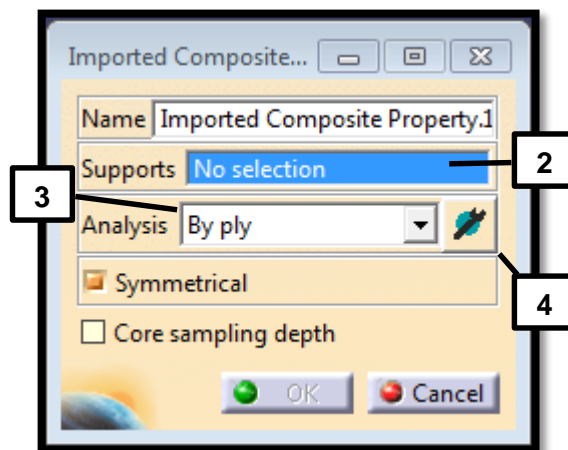 Imported Composite...
Name Imported Composite Property.1
Supports No selection
2
3
Analysis By ply
4
Symmetrical
Core sampling depth
OK Cancel